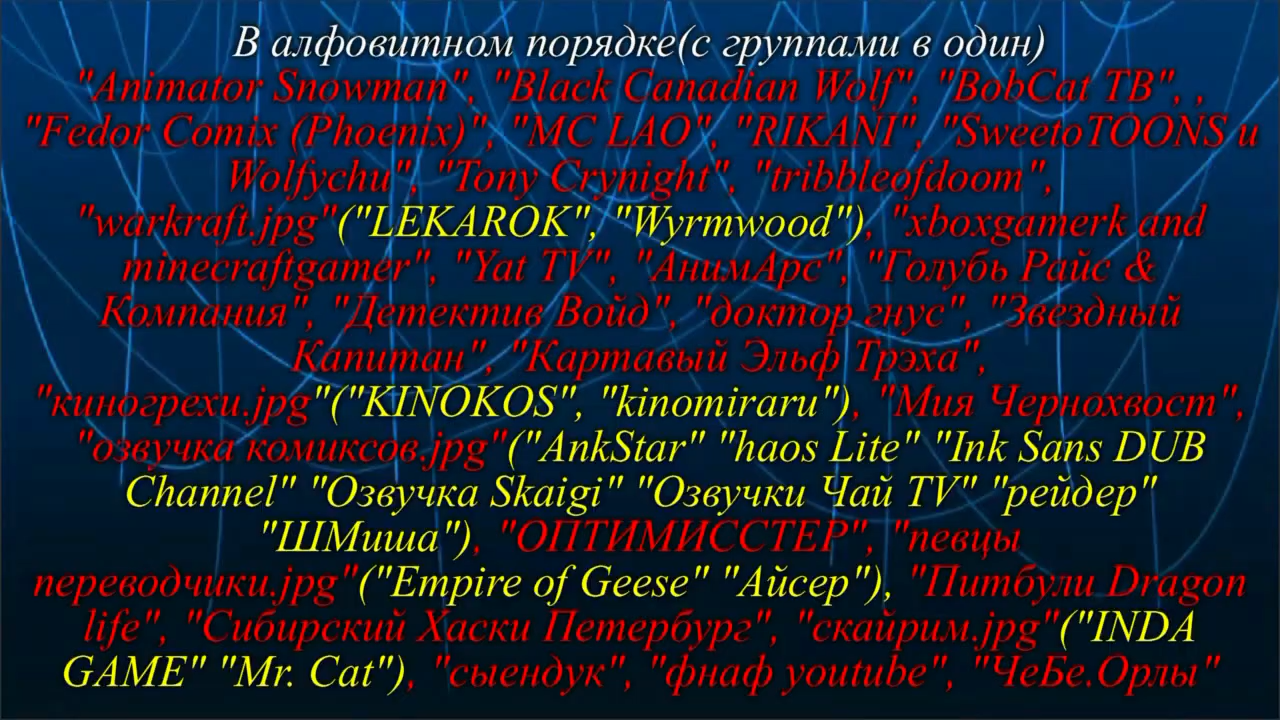 В алфовитном порядке(с группами в один)
"Animator Snowman", "Black Canadian Wolf", "BobCat ТВ", ,
"Fedor Comix (Phoenix)", "MC LAO", "RIKANI", "SweetoTOONS и
Wolfychu", "Tony Crynight", "tribbleofdoom",
"warkraft.jpg"("LEKAROK", "Wyrmwood"), "xboxgamerk and
minecraftgamer", "Yat TV", "АнимАрс", "Голубь Райс &
Компания", "Детектив Войд", "доктор гнус", "Звездный
Капитан", "Картавый Эльф Трэха",
"киногрехи.jpg"("KINOKOS", "kinomiraru"), "Мия Чернохвост",
"озвучка комиксов.jpg"("AnkStar" "haos Lite" "Ink Sans DUB
Channel" "Озвучка Skaigi" "Озвучки Чай TV" "рейдер"
"ШМиша"), "ОПТИМИССТЕР", "певцы
переводчики.jpg"("Empire of Geese" "Айсер"), "Питбули Dragon
life", "Сибирский Хаски Петербург", "скайрим.jpg"("INDA
GAME" "Mr. Cat"), "сыендук", "фнаф youtube", "ЧеБе.Орлы"